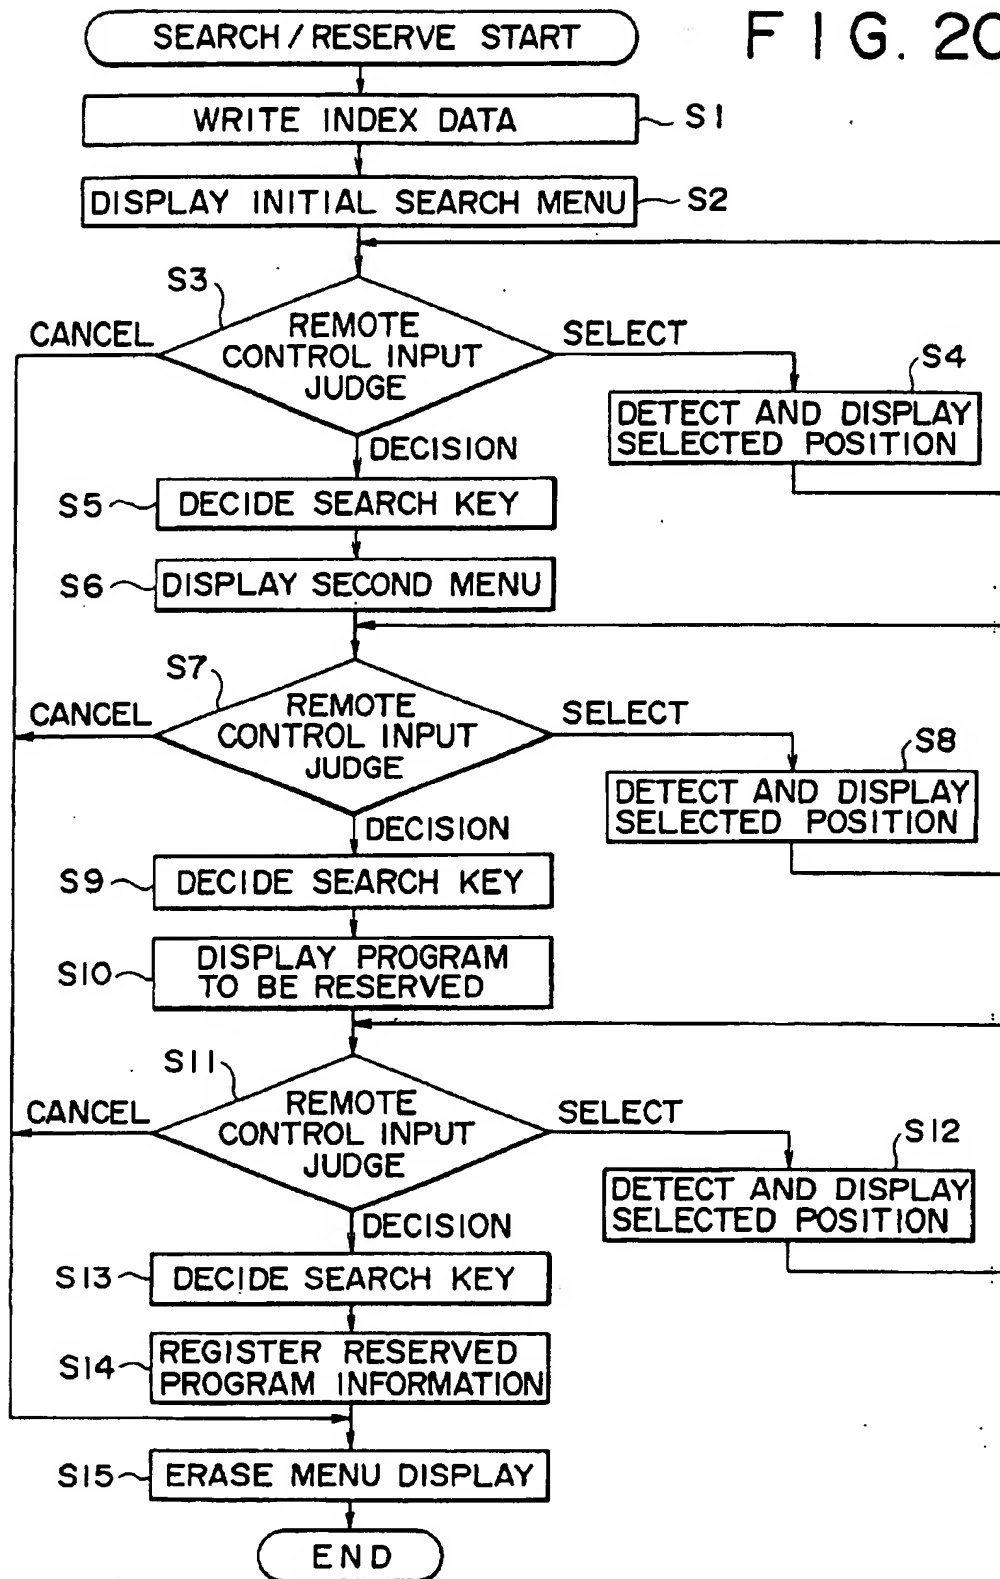 SEARCH / RESERVE START
FIG. 20
WRITE INDEX DATA
S1
DISPLAY INITIAL SEARCH MENU
S2
S3
CANCEL
REMOTE
CONTROL INPUT
JUDGE
SELECT
S4
DETECT AND DISPLAY
SELECTED POSITION
DECISION
S5
DECIDE SEARCH KEY
S6
DISPLAY SECOND MENU
S7
CANCEL
REMOTE
CONTROL INPUT
JUDGE
SELECT
S8
DETECT AND DISPLAY
SELECTED POSITION
DECISION
S9
DECIDE SEARCH KEY
S10
DISPLAY PROGRAM
TO BE RESERVED
S11
CANCEL
REMOTE
CONTROL INPUT
JUDGE
SELECT
S12
DETECT AND DISPLAY
SELECTED POSITION
DECISION
S13
DECIDE SEARCH KEY
S14
REGISTER RESERVED
PROGRAM INFORMATION
S15
ERASE MENU DISPLAY
END